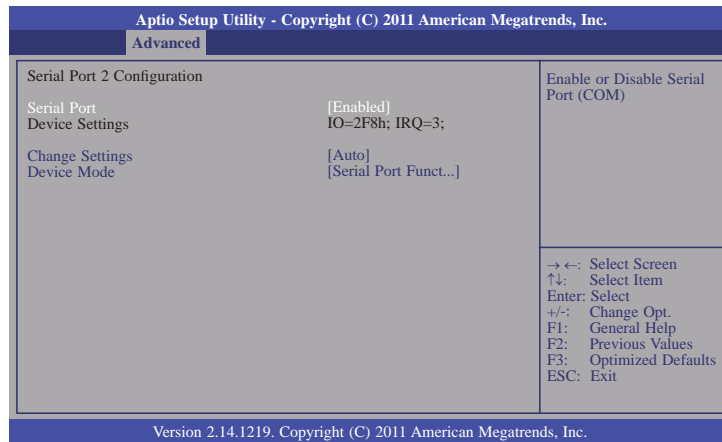 Aptio Setup Utility - Copyright (C) 2011 American Megatrends, Inc.
Advanced
Serial Port 2 Configuration
Serial Port [Enabled]
Device Settings IO=2F8h; IRQ=3;
Change Settings [Auto]
Device Mode [Serial Port Funct...]
Enable or Disable Serial
Port (COM)
→←: Select Screen
↑↓: Select Item
Enter: Select
+/-: Change Opt.
F1: General Help
F2: Previous Values
F3: Optimized Defaults
ESC: Exit
Version 2.14.1219. Copyright (C) 2011 American Megatrends, Inc.